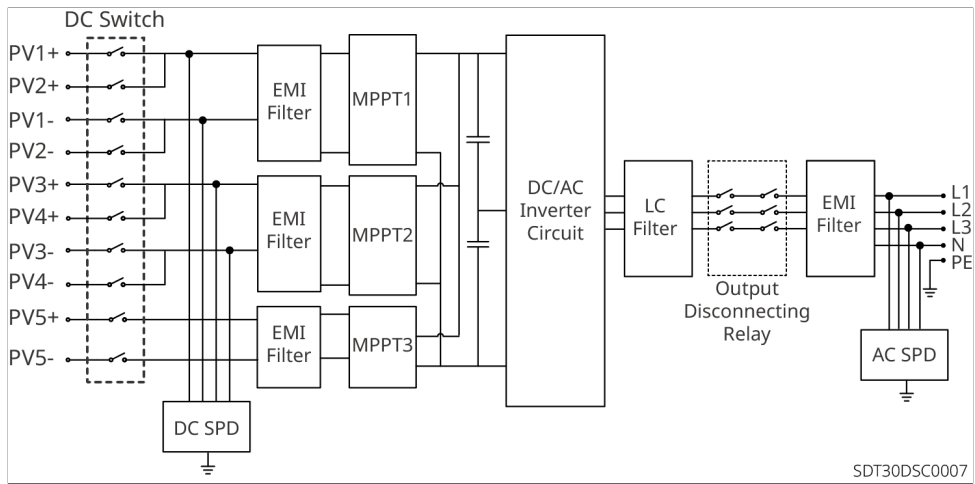 DC Switch
PV1+
PV2+
PV1-
PV2-
PV3+
PV4+
PV3-
PV4-
PV5+
PV5-
EMI
Filter
MPPT1
EMI
Filter
MPPT2
EMI
Filter
MPPT3
DC SPD
DC/AC
Inverter
Circuit
LC
Filter
Output
Disconnecting
Relay
EMI
Filter
L1
L2
L3
N
PE
AC SPD
SDT30DSC0007